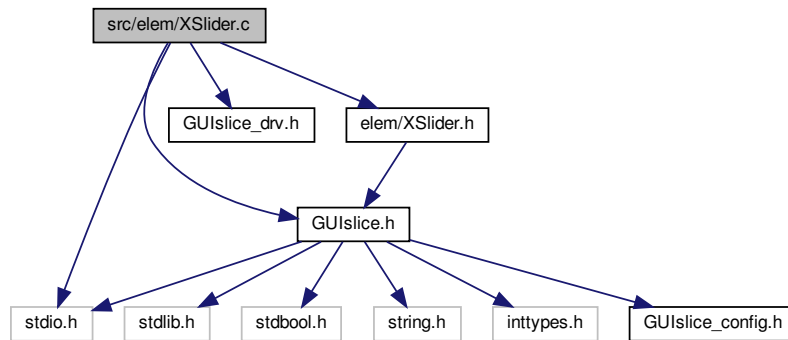 src/elem/XSlider.c
GUIslice_drv.h
elem/XSlider.h
GUIslice.h
stdio.h
stdlib.h
stdbool.h
string.h
inttypes.h
GUIslice_config.h